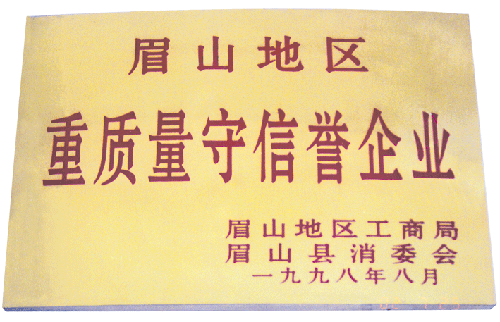 眉山地区
重质量守信誉企业
眉山地区工商局
眉山县消委会
一九九八年八月